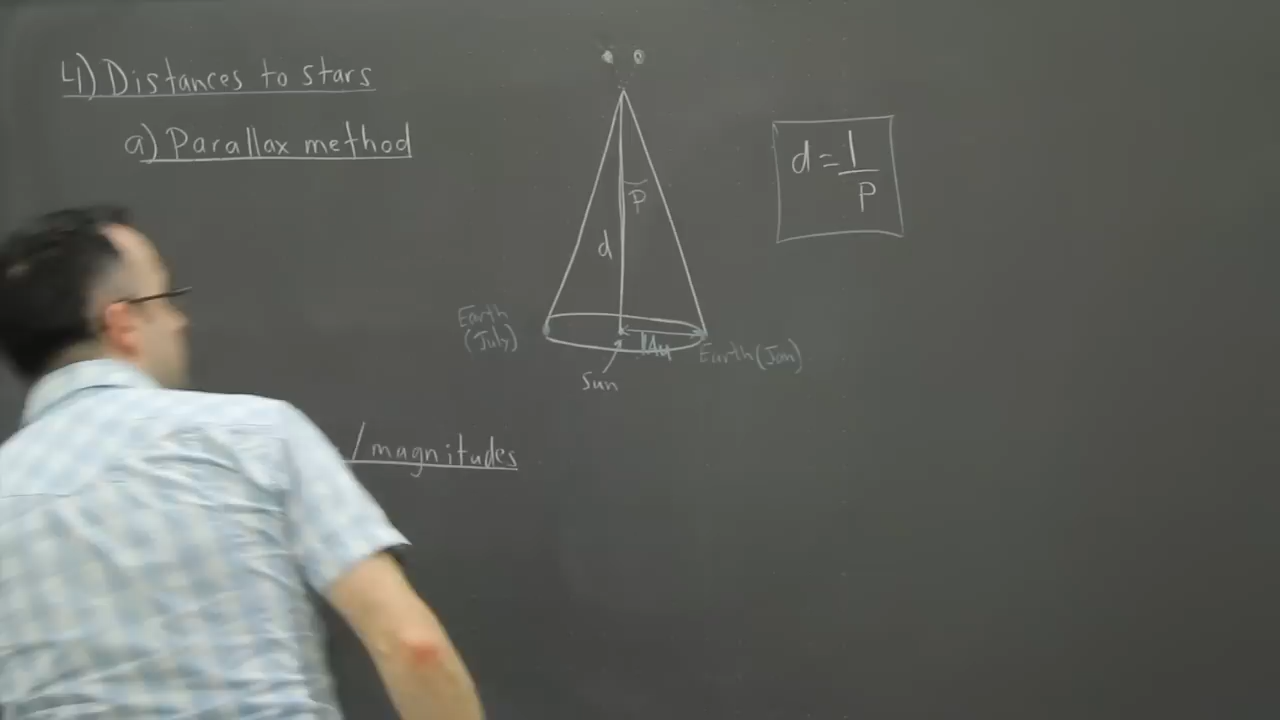 4) Distances to stars
a) Parallax method
P
d
d = 1/P
Earth
(July)
1AU
Earth (Jan)
Sun
/magnitudes